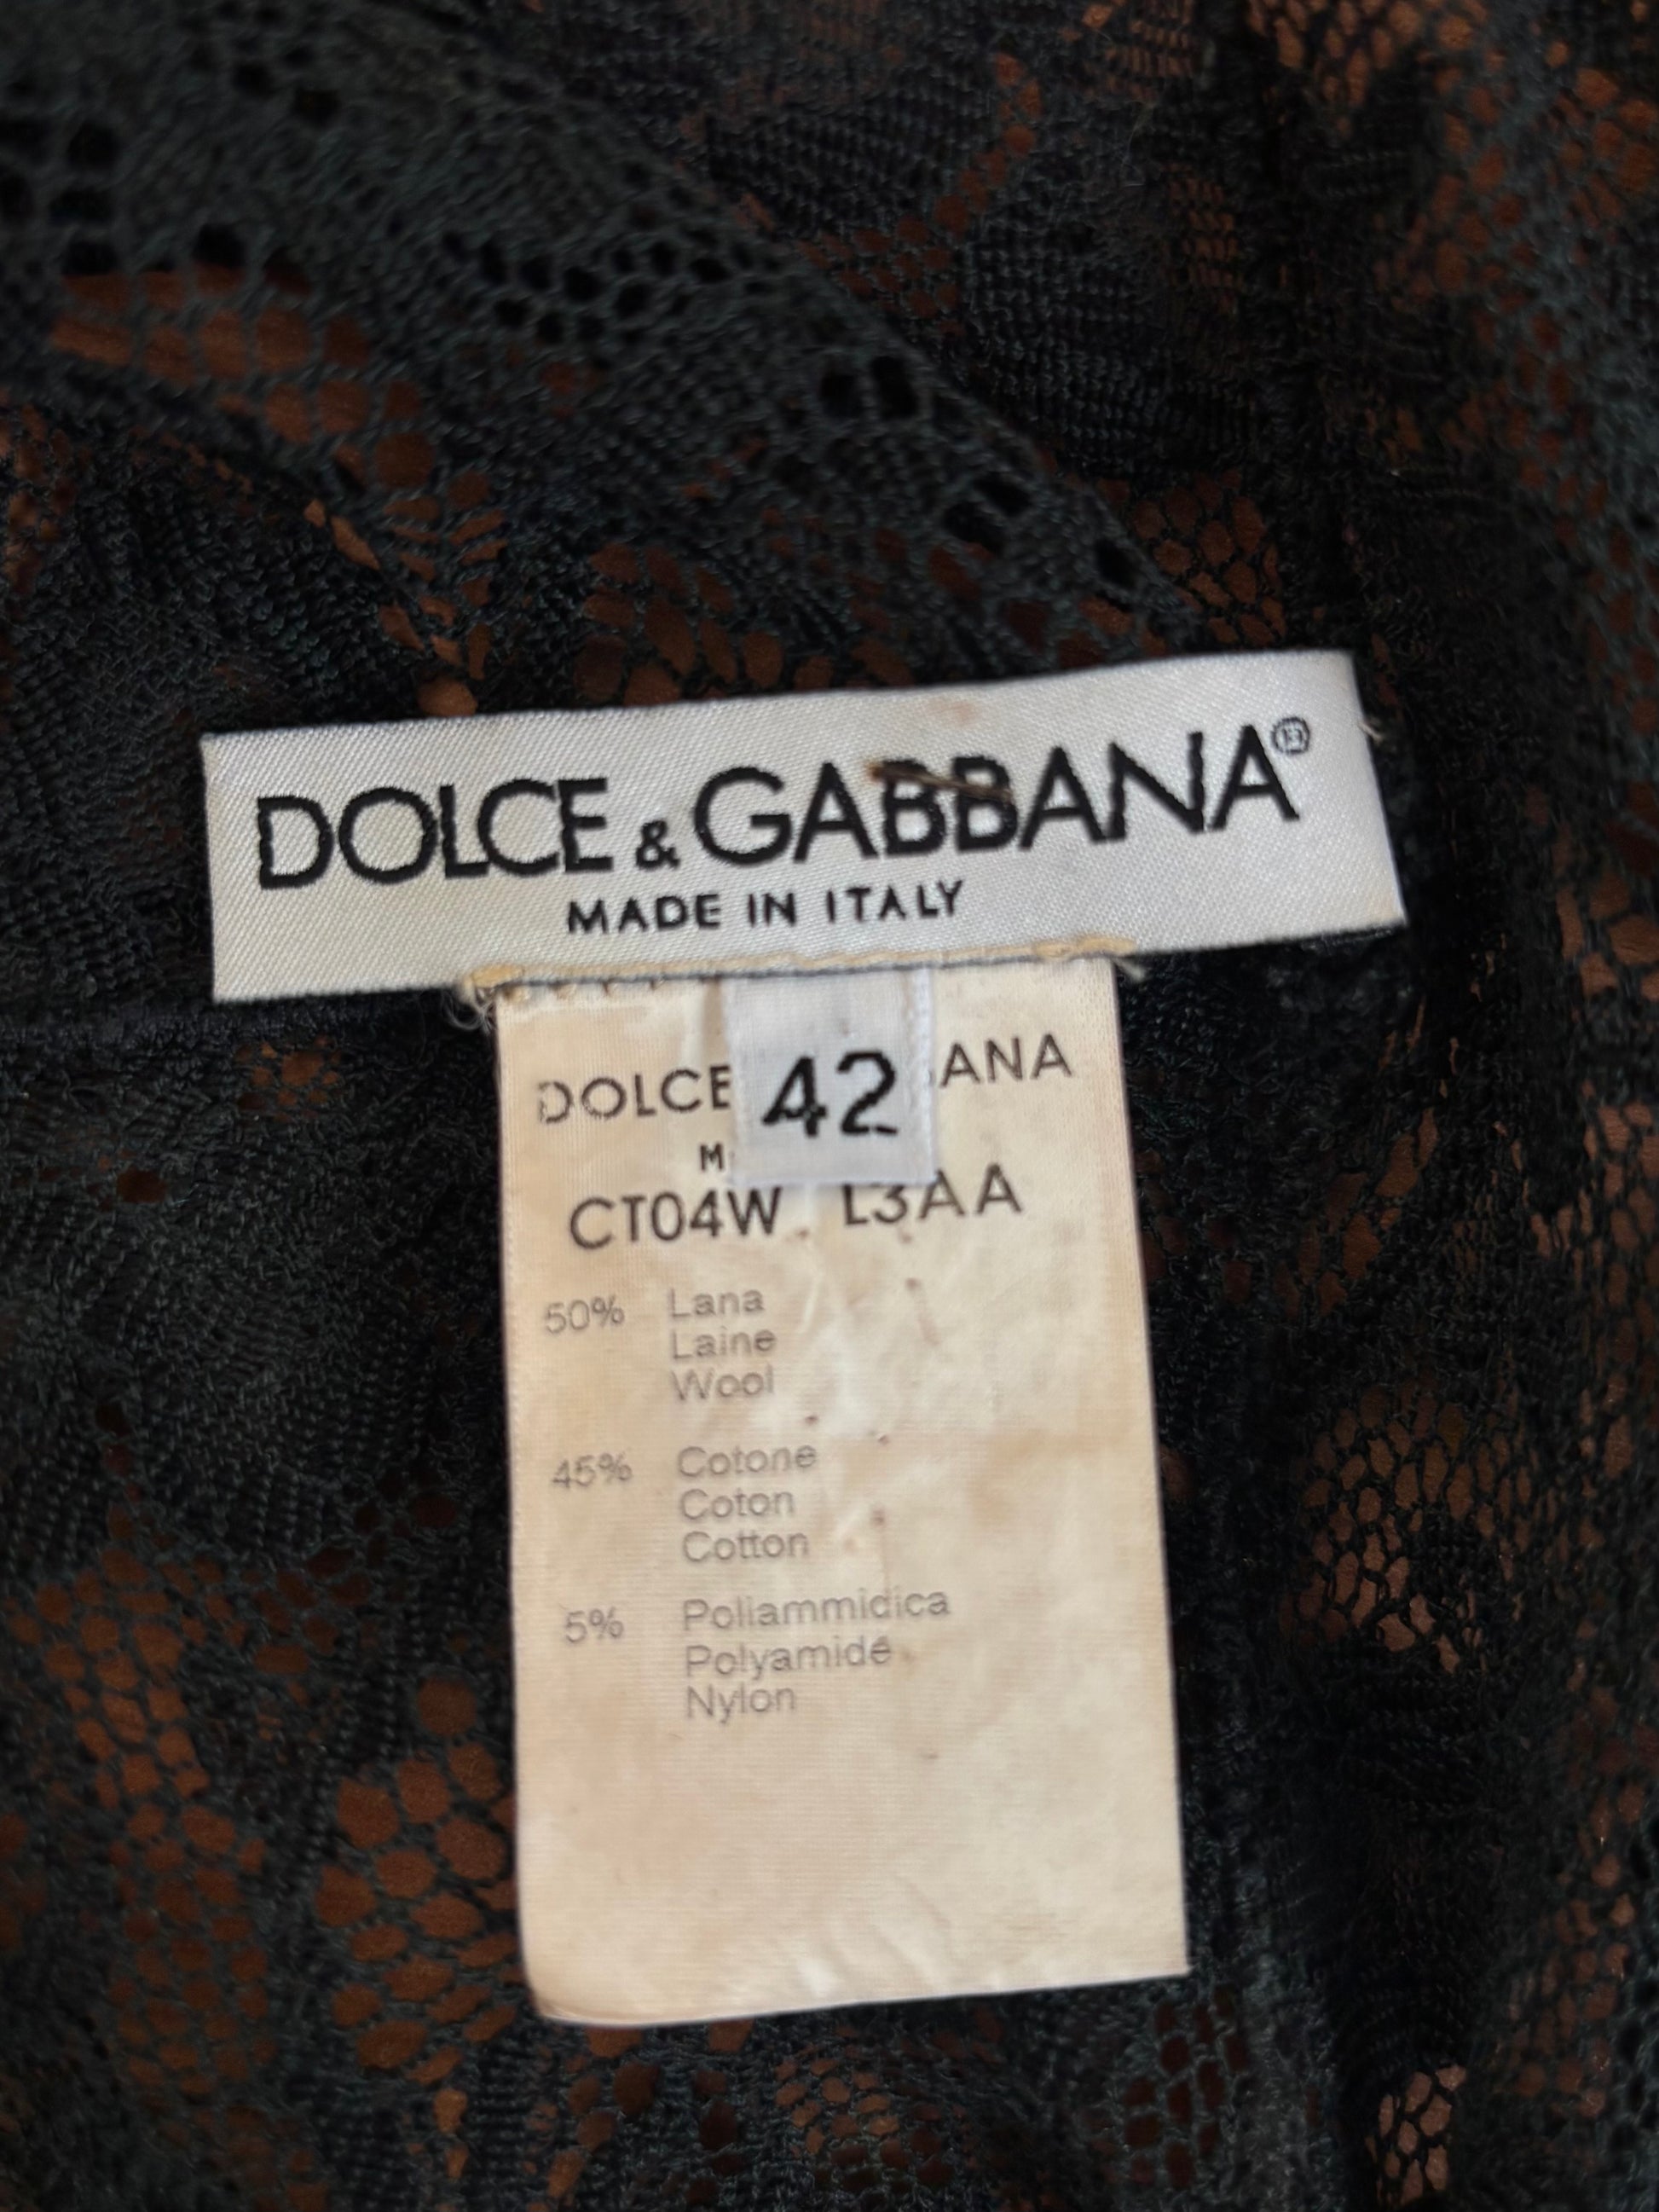 DOLCE & GABBANA®
MADE IN ITALY
42
DOLCE ANA
M
CT04W L3AA
50% Lana
Laine
Wool
45% Cotone
Coton
Cotton
5% Poliammidica
Polyamide
Nylon